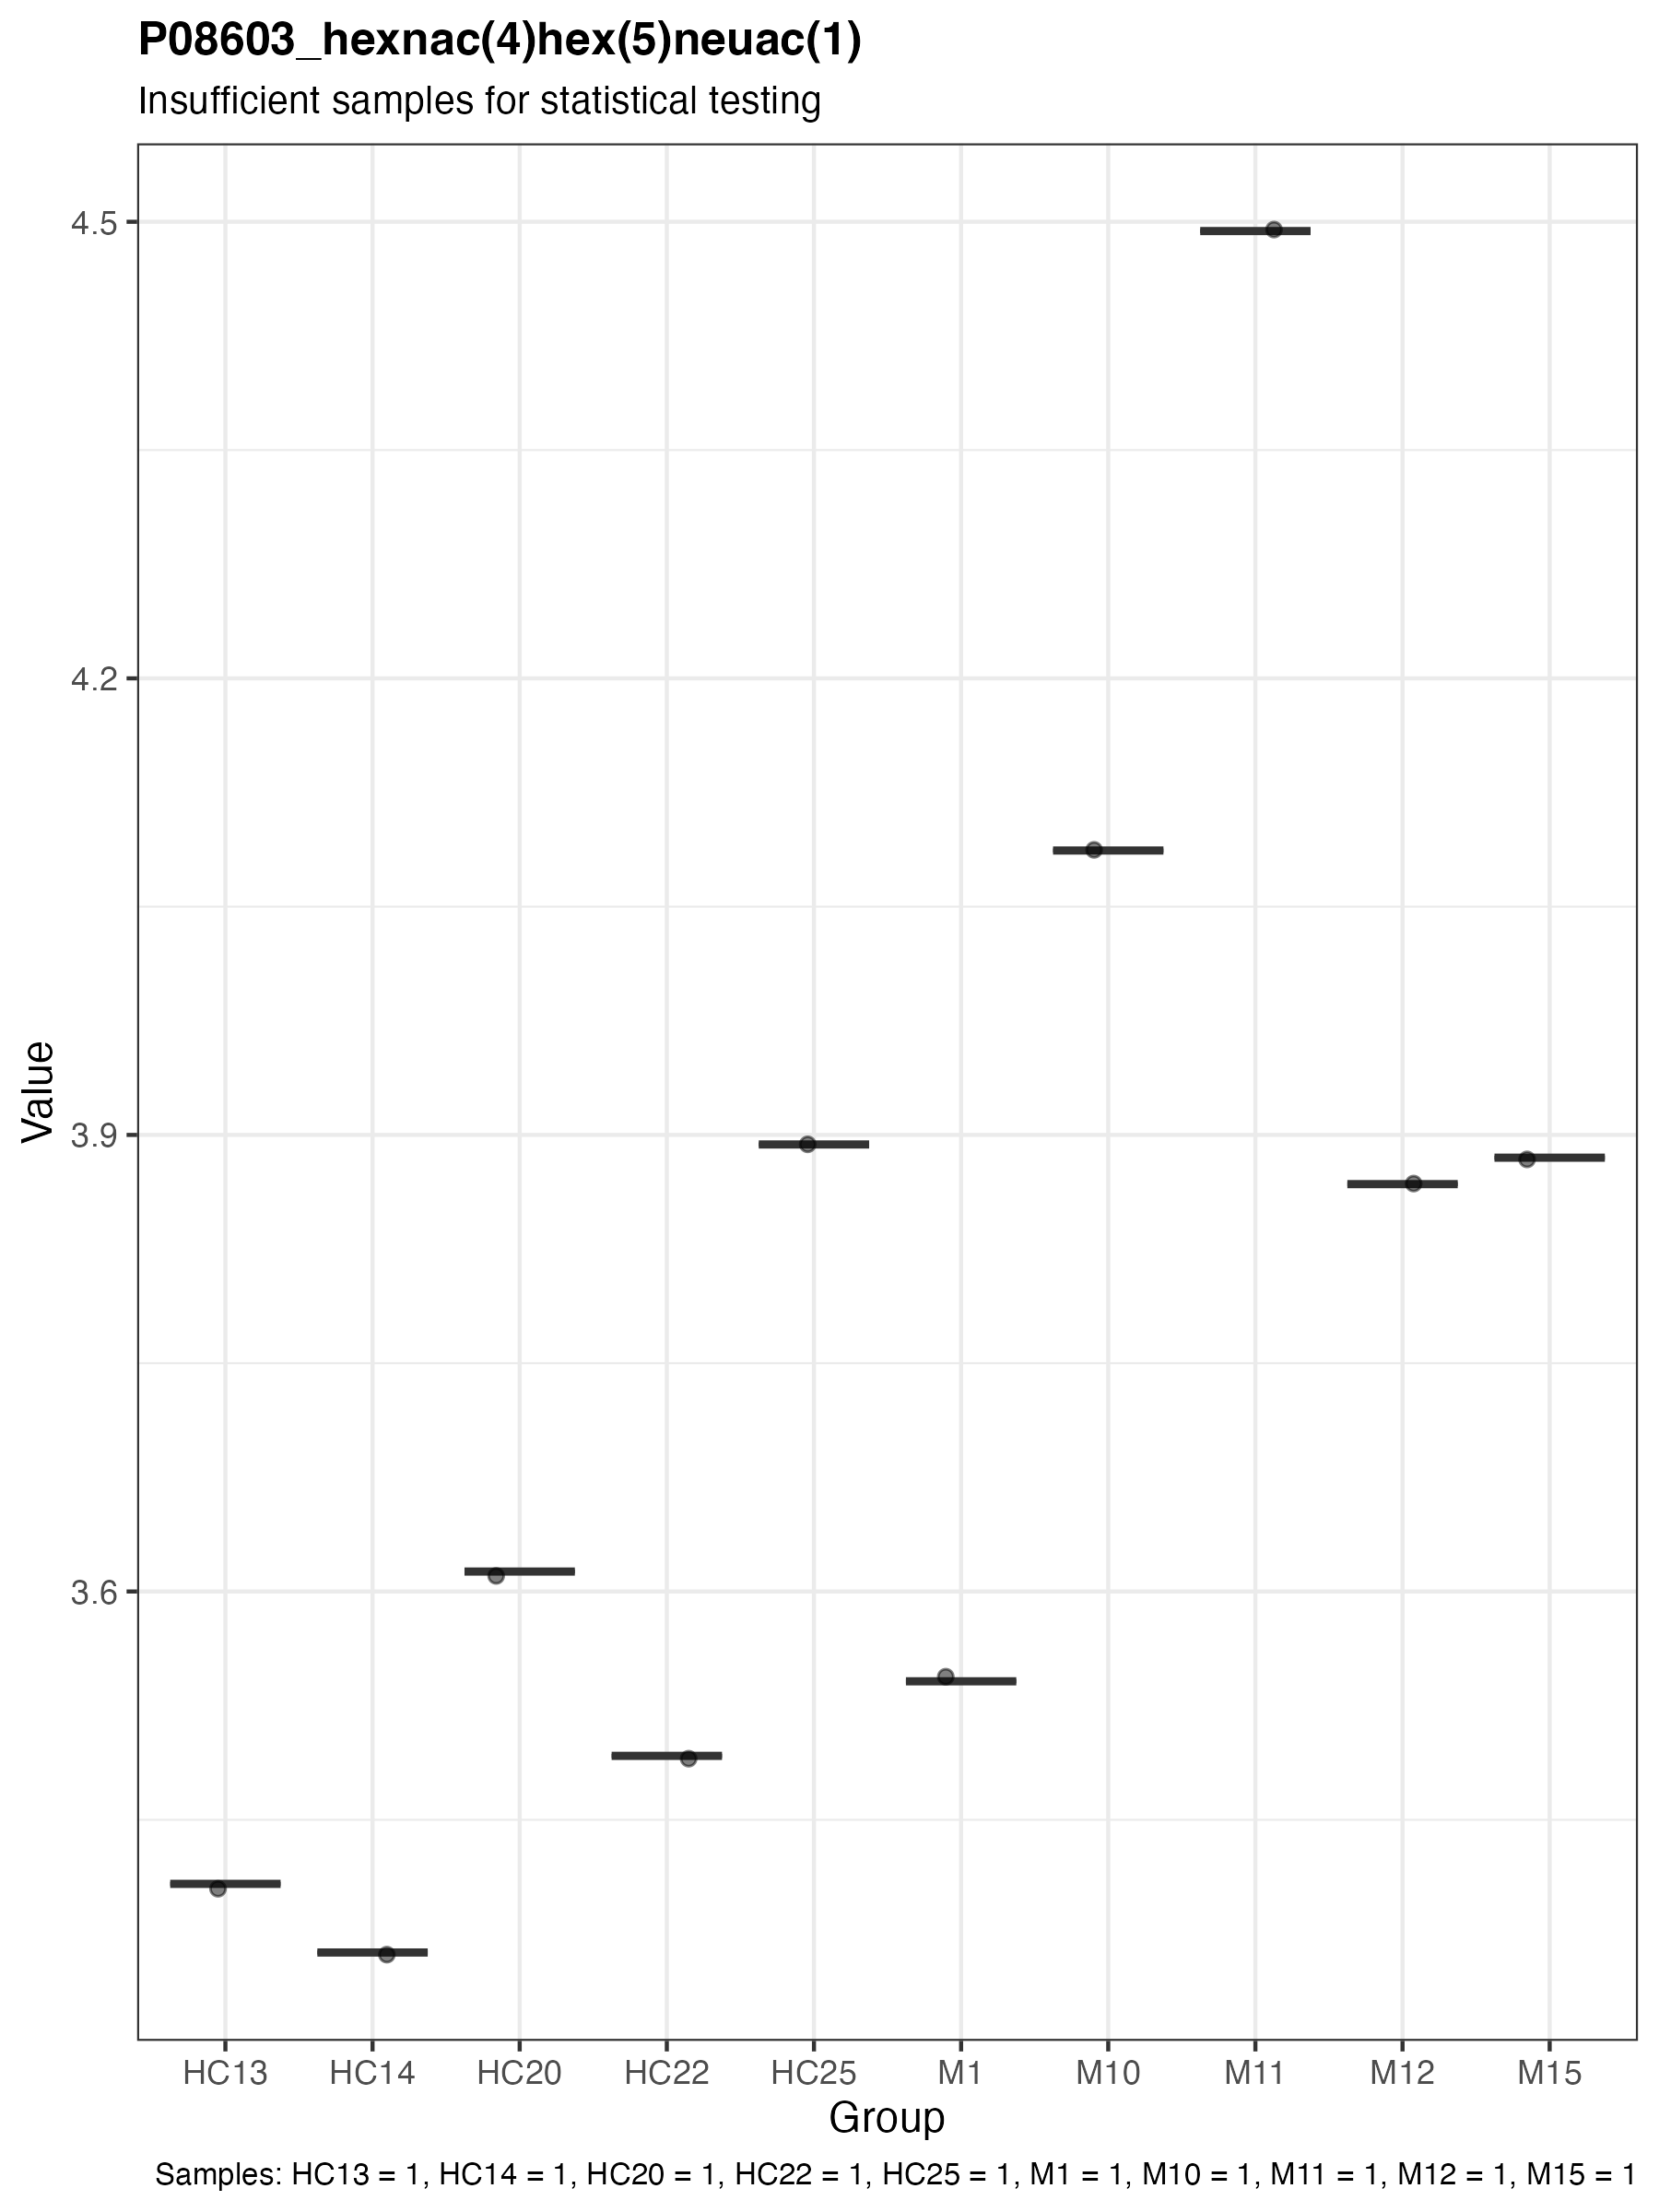 P08603_hexnac(4)hex(5)neuac(1)
Insufficient samples for statistical testing
4.5
4.2
3.9
3.6
Value
HC13 HC14 HC20 HC22 HC25 M1 M10 M11 M12 M15
Group
Samples: HC13 = 1, HC14 = 1, HC20 = 1, HC22 = 1, HC25 = 1, M1 = 1, M10 = 1, M11 = 1, M12 = 1, M15 = 1